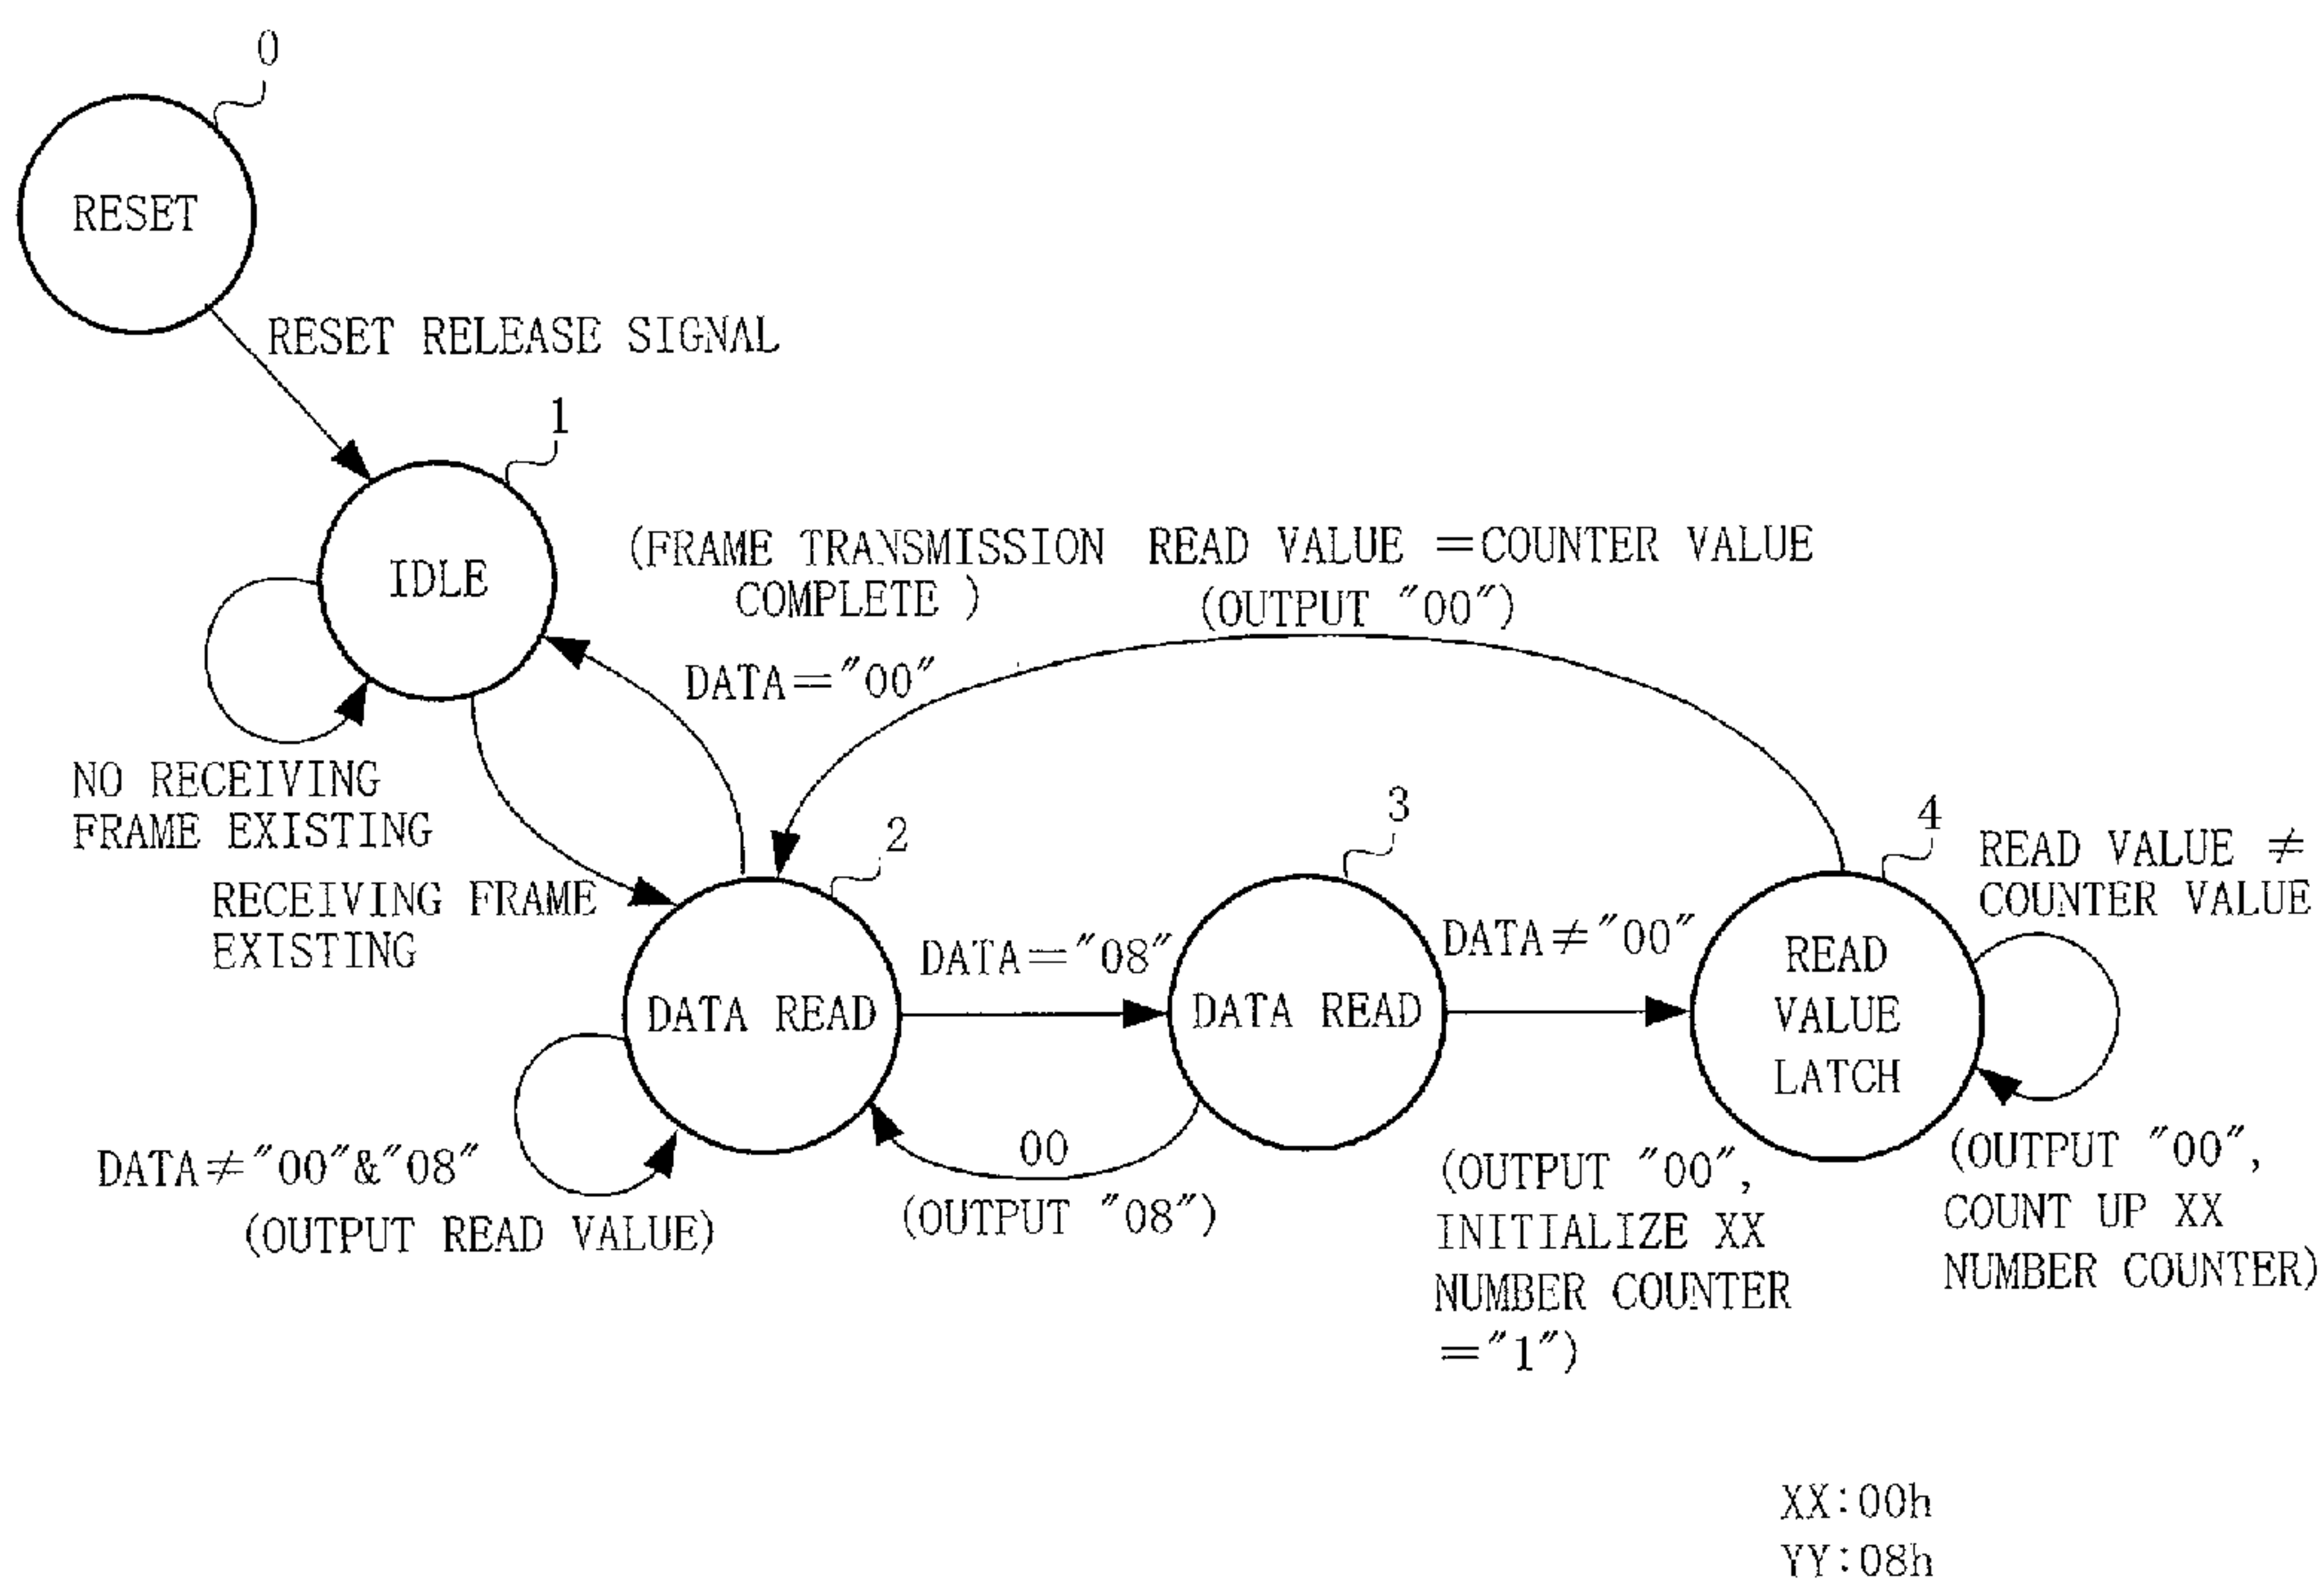 0
RESET
RESET RELEASE SIGNAL
1
IDLE
(FRAME TRANSMISSION
COMPLETE )
READ VALUE =COUNTER VALUE
(OUTPUT "00")
DATA="00"
NO RECEIVING
FRAME EXISTING
RECEIVING FRAME
EXISTING
2
DATA READ
DATA="08"
3
DATA READ
DATA≠"00"
4
READ
VALUE
LATCH
READ VALUE ≠
COUNTER VALUE
DATA≠"00"&"08"
(OUTPUT READ VALUE)
00
(OUTPUT "08")
(OUTPUT "00",
INITIALIZE XX
NUMBER COUNTER
="1")
(OUTPUT "00",
COUNT UP XX
NUMBER COUNTER)
XX:00h
YY:08h